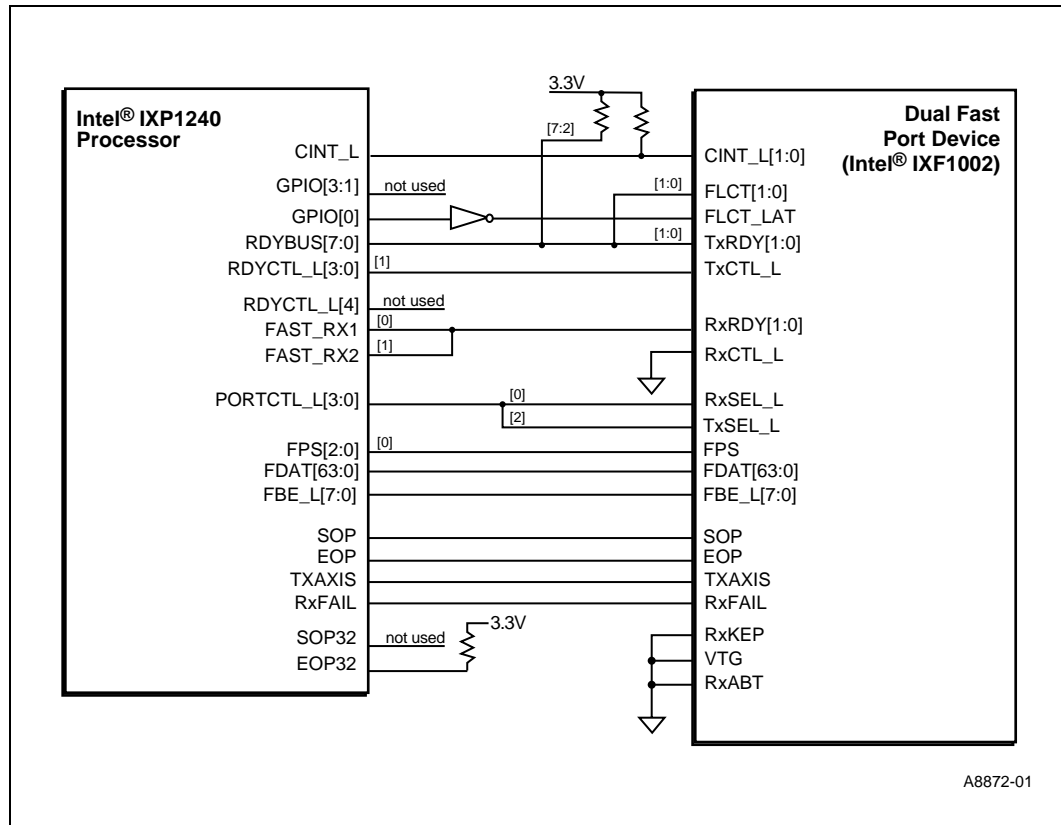 3.3V
Intel® IXP1240
Processor
Dual Fast
Port Device
(Intel® IXF1002)
[7:2]
CINT_L
CINT_L[1:0]
GPIO[3:1]
not used
[1:0]
FLCT[1:0]
GPIO[0]
FLCT_LAT
RDYBUS[7:0]
[1:0]
TxRDY[1:0]
RDYCTL_L[3:0]
[1]
TxCTL_L
RDYCTL_L[4]
not used
FAST_RX1
[0]
RxRDY[1:0]
FAST_RX2
[1]
RxCTL_L
PORTCTL_L[3:0]
[0]
RxSEL_L
[2]
TxSEL_L
FPS[2:0]
[0]
FPS
FDAT[63:0]
FDAT[63:0]
FBE_L[7:0]
FBE_L[7:0]
SOP
SOP
EOP
EOP
TXAXIS
TXAXIS
RxFAIL
RxFAIL
3.3V
SOP32
not used
RxKEP
EOP32
VTG
RxABT
A8872-01